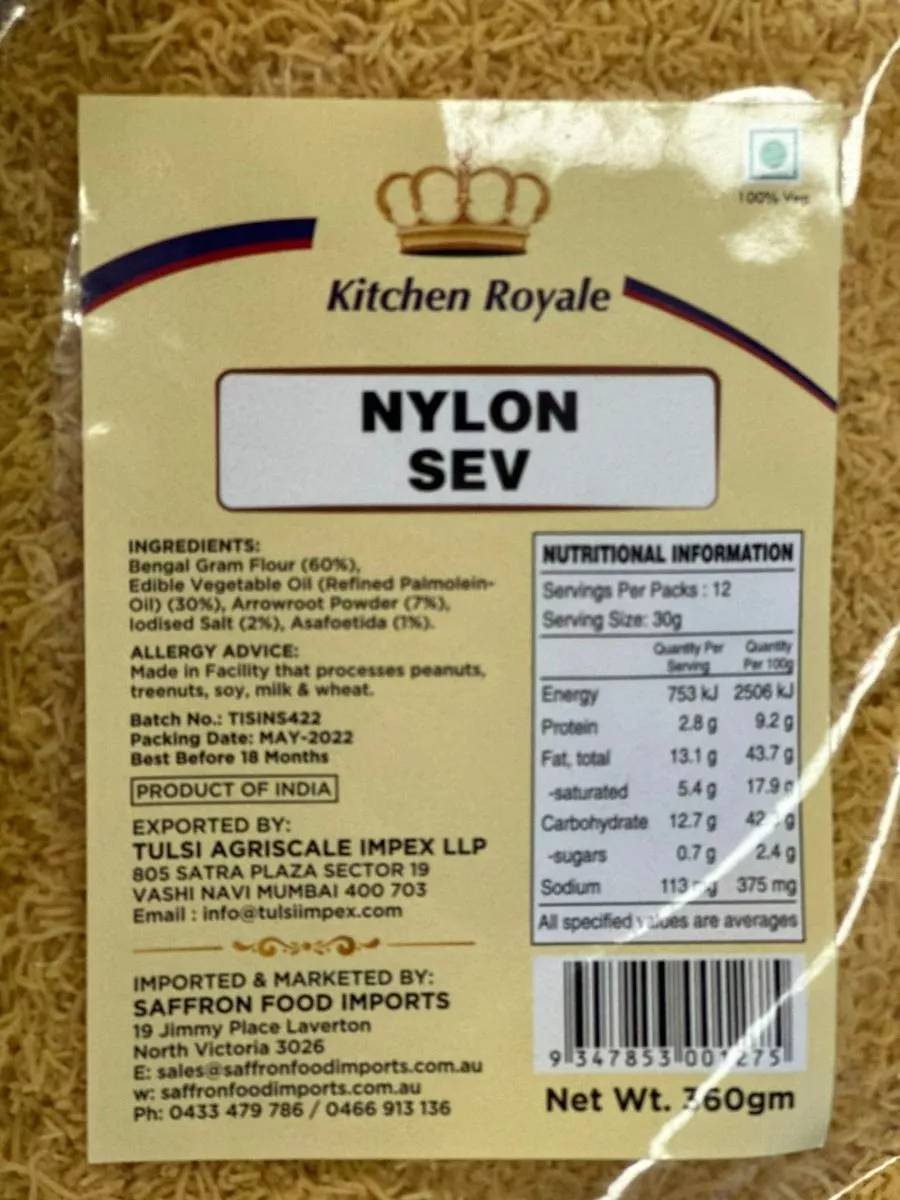 100% Veg
Kitchen Royale
NYLON
SEV
INGREDIENTS:
Bengal Gram Flour (60%),
Edible Vegetable Oil (Refined Palmolein-
Oil) (30%), Arrowroot Powder (7%),
Iodised Salt (2%), Asafoetida (1%).
ALLERGY ADVICE:
Made in Facility that processes peanuts,
treenuts, soy, milk & wheat.
Batch No.: TISINS422
Packing Date: MAY-2022
Best Before 18 Months
PRODUCT OF INDIA
EXPORTED BY:
TULSI AGRISCALE IMPEX LLP
805 SATRA PLAZA SECTOR 19
VASHI NAVI MUMBAI 400 703
Email : info@tulsiimpex.com
IMPORTED & MARKETED BY:
SAFFRON FOOD IMPORTS
19 Jimmy Place Laverton
North Victoria 3026
E: sales@saffronfoodimports.com.au
w: saffronfoodimports.com.au
Ph: 0433 479 786 / 0466 913 136
NUTRITIONAL INFORMATION
Servings Per Packs : 12
Serving Size: 30g
Quantity Per Serving Quantity Per 100g
Energy 753 kJ 2506 kJ
Protein 2.8 g 9.2 g
Fat, total 13.1 g 43.7 g
-saturated 5.4 g 17.9 g
Carbohydrate 12.7 g
-sugars 0.7 g 2.4 g
Sodium 113 mg 375 mg
All specified values are averages
Net Wt. 360gm